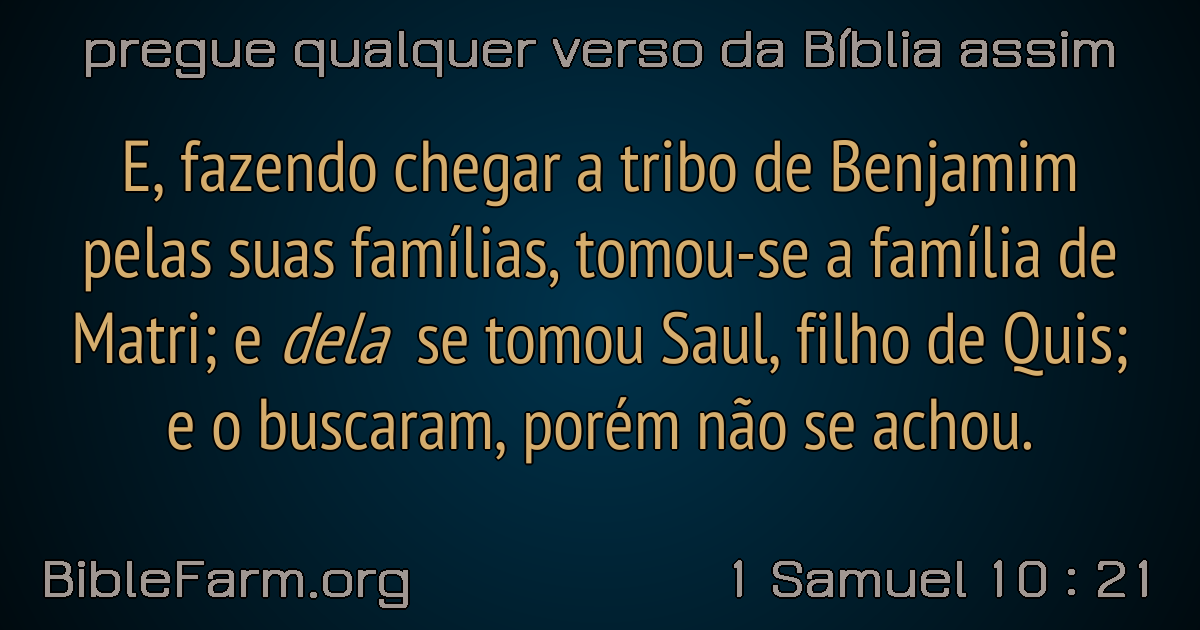 pregue qualquer verso da Bíblia assim
E, fazendo chegar a tribo de Benjamim
pelas suas famílias, tomou-se a família de
Matri; e dela se tomou Saul, filho de Quis;
e o buscaram, porém não se achou.
BibleFarm.org
1 Samuel 10 : 21